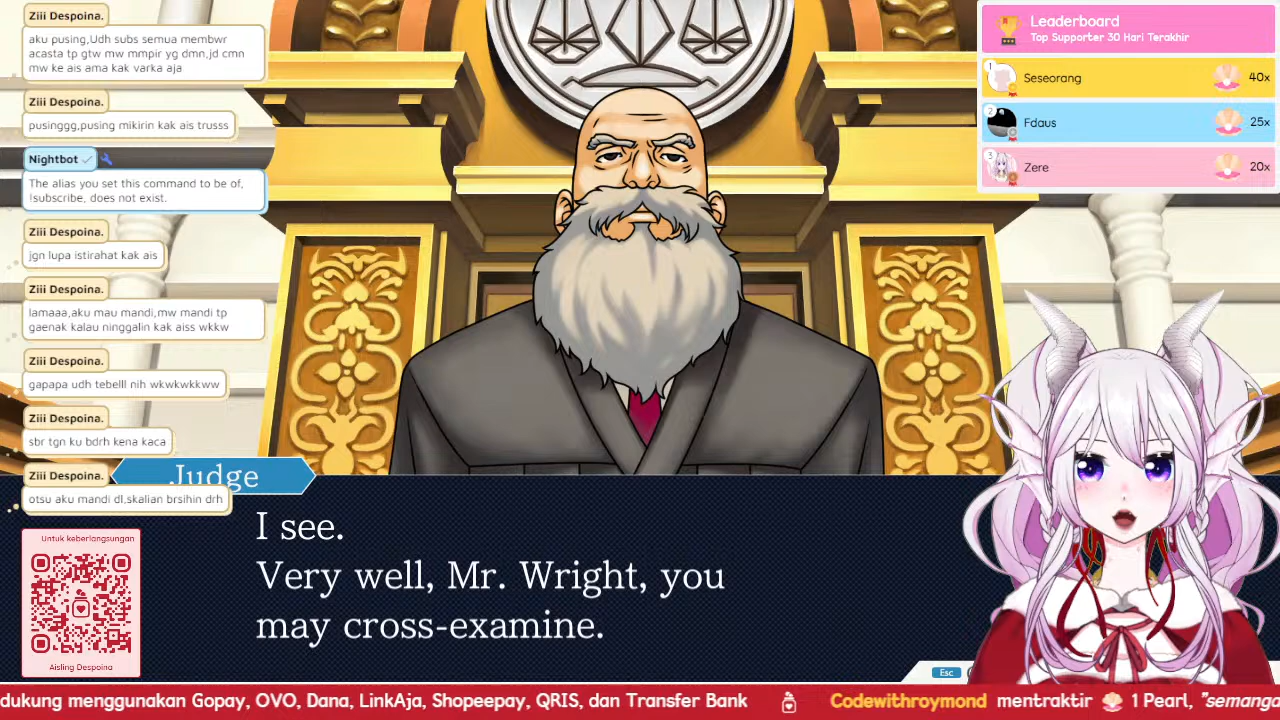 Ziii Despoina.
aku pusing,Udh subs semua membwr
acasta tp gtw mw mmpir yg dmn,jd cmn
mw ke ais ama kak varka aja
Ziii Despoina.
pusinggg,pusing mikirin kak ais trusss
Nightbot
The alias you set this command to be of,
!subscribe, does not exist.
Ziii Despoina.
jgn lupa istirahat kak ais
Ziii Despoina.
lamaaa,aku mau mandi,mw mandi tp
gaenak kalau ninggalin kak aiss wkkw
Ziii Despoina.
gapapa udh tebelll nih wkwkwkkww
Ziii Despoina.
sbr tgn ku bdrh kena kaca
Ziii Despoina.
otsu aku mandi dl,skalian brsihin drh
Leaderboard
Top Supporter 30 Hari Terakhir
1 Seseorang 40x
2 Fdaus 25x
3 Zere 20x
Judge
I see.
Very well, Mr. Wright, you
may cross-examine.
Untuk keberlangsungan
Aisling Despoina
Esc
dukung menggunakan Gopay, OVO, Dana, LinkAja, Shopeepay, QRIS, dan Transfer Bank Codewithroymond mentraktir 1 Pearl, "semanga